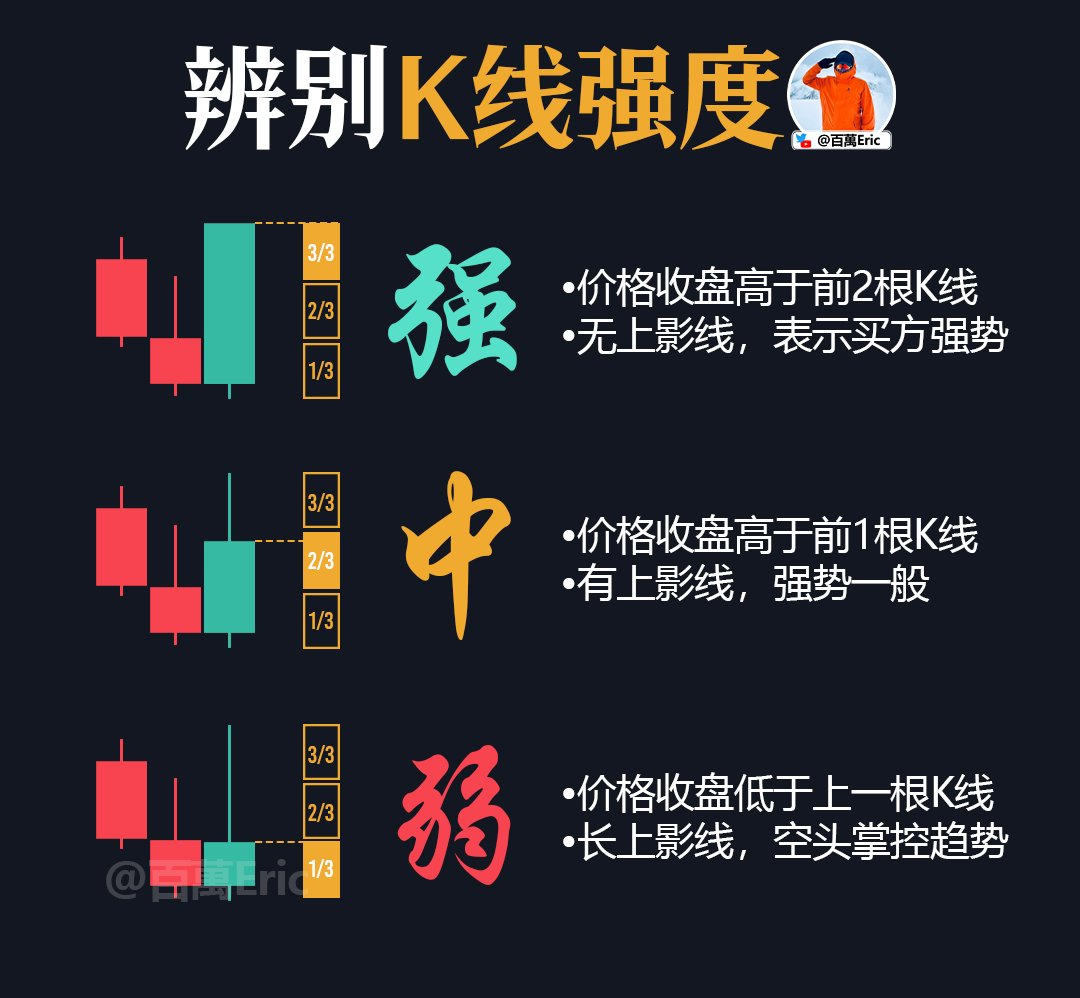 辨别K线强度
@百萬Eric
3/3
2/3
1/3
强
•价格收盘高于前2根K线
•无上影线，表示买方强势
3/3
2/3
1/3
中
•价格收盘高于前1根K线
•有上影线，强势一般
3/3
2/3
1/3
弱
•价格收盘低于上一根K线
•长上影线，空头掌控趋势
@百萬Eric